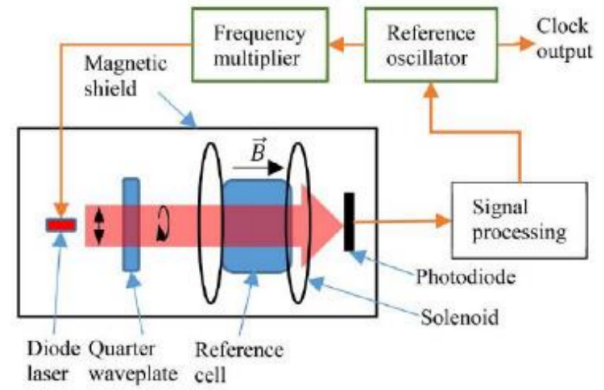 Frequency
multiplier
Reference
oscillator
Clock
output
Magnetic
shield
B
Signal
processing
Photodiode
Solenoid
Diode
laser
Quarter
waveplate
Reference
cell